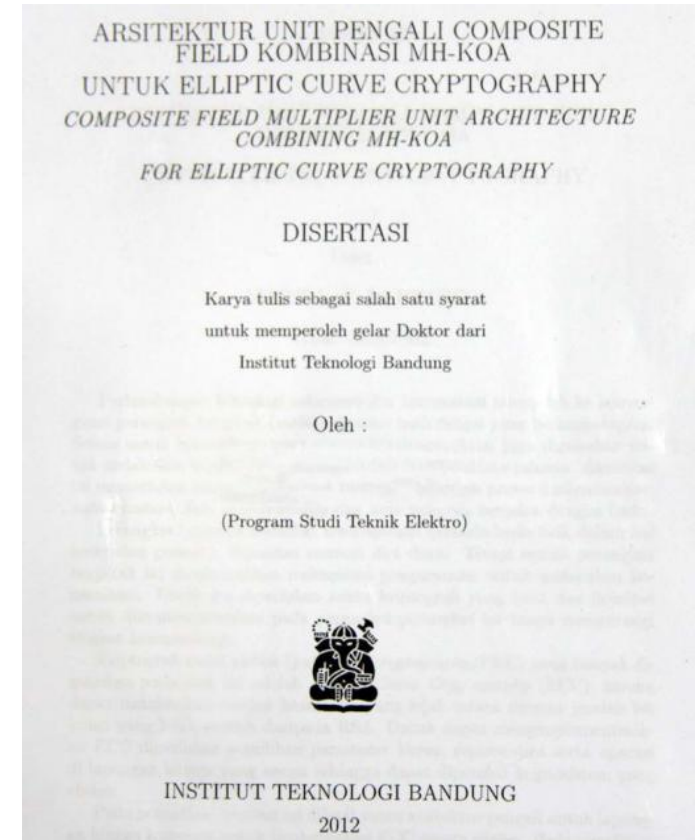 ARSITEKTUR UNIT PENGALI COMPOSITE
FIELD KOMBINASI MH-KOA
UNTUK ELLIPTIC CURVE CRYPTOGRAPHY
COMPOSITE FIELD MULTIPLIER UNIT ARCHITECTURE
COMBINING MH-KOA
FOR ELLIPTIC CURVE CRYPTOGRAPHY
DISERTASI
Karya tulis sebagai salah satu syarat
untuk memperoleh gelar Doktor dari
Institut Teknologi Bandung
Oleh :
(Program Studi Teknik Elektro)
INSTITUT TEKNOLOGI BANDUNG
2012